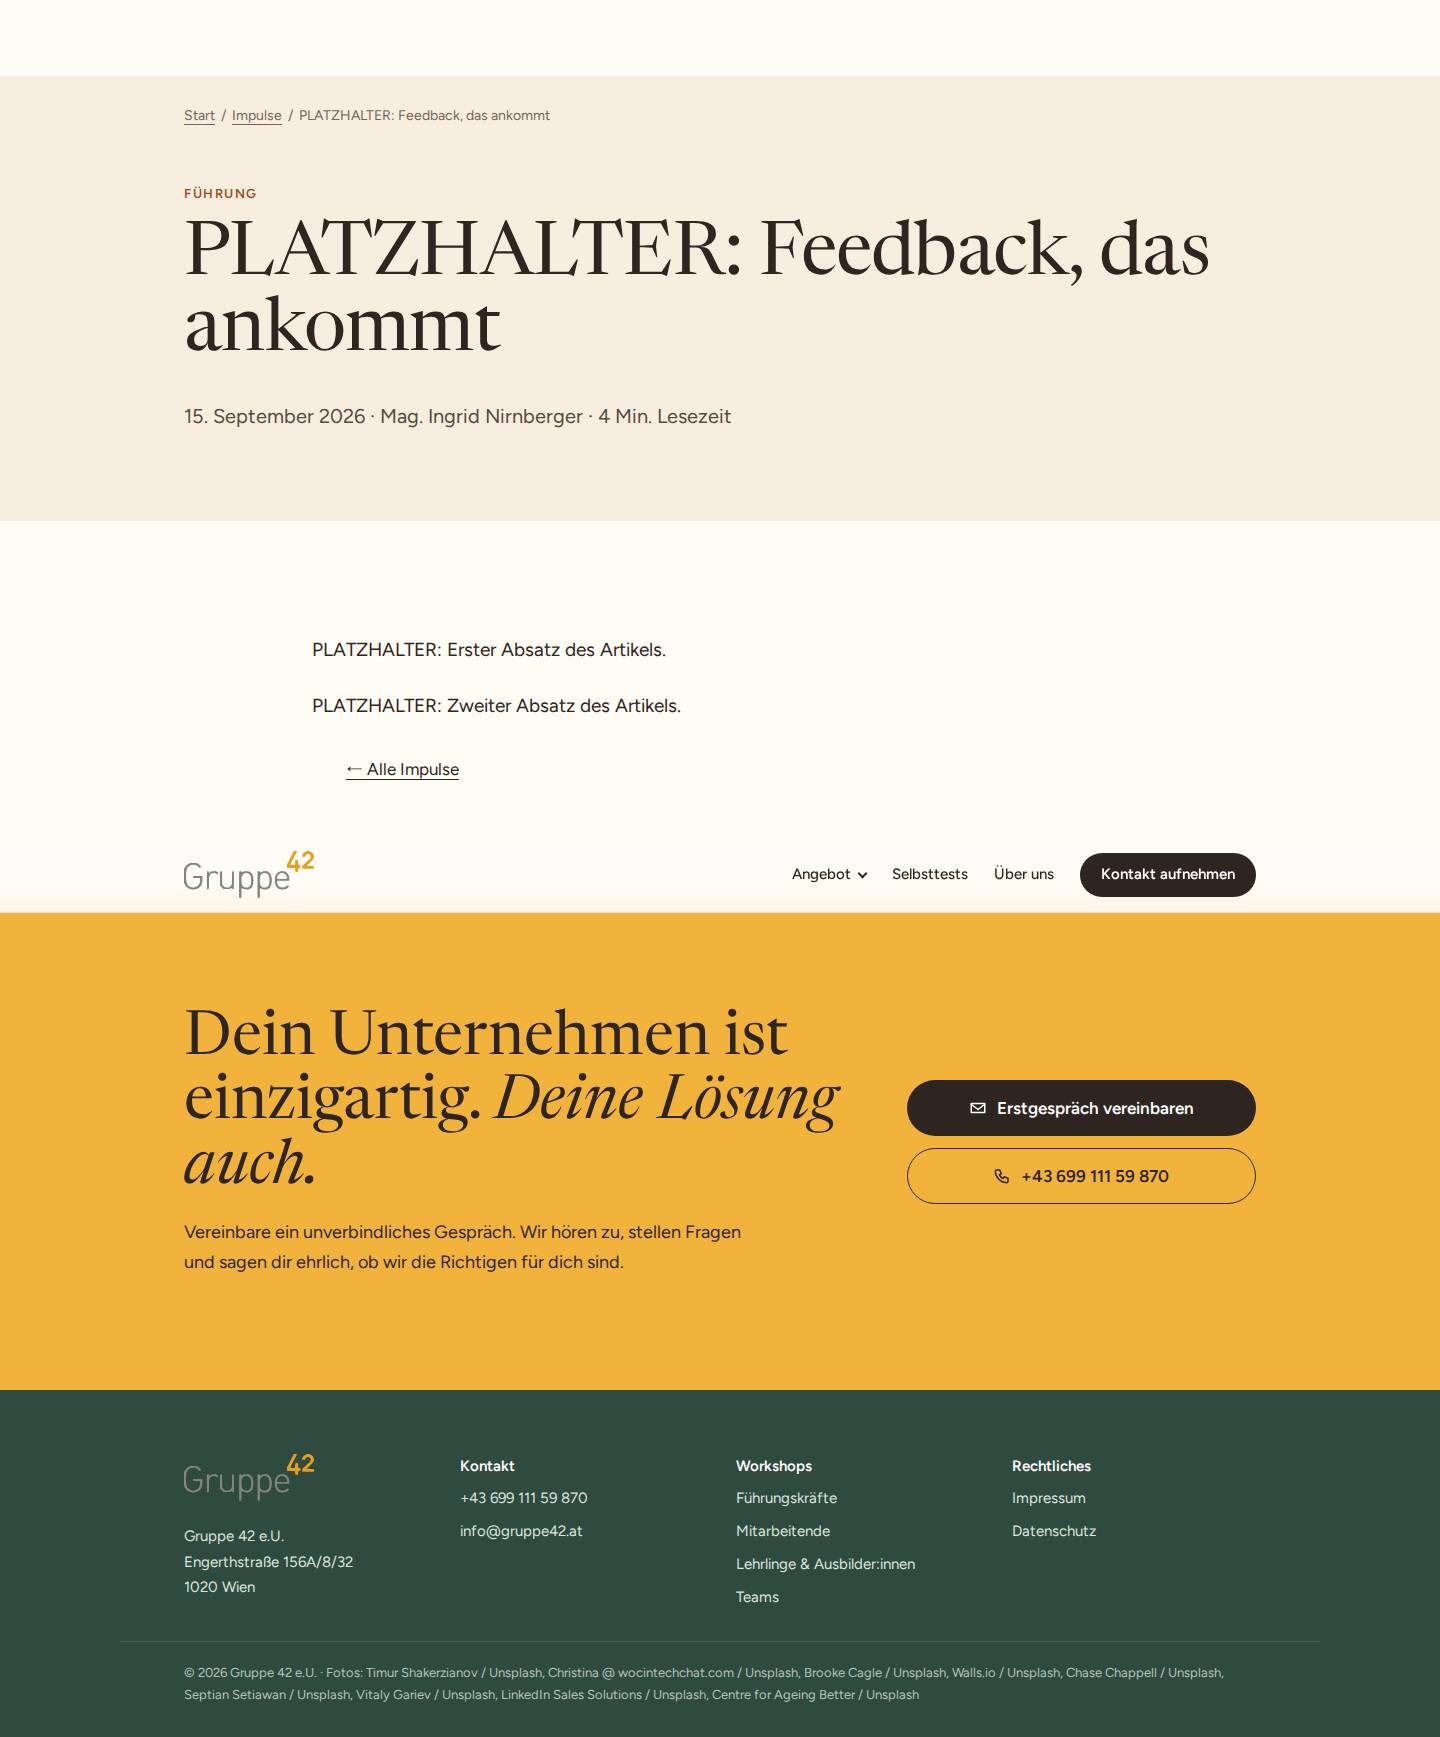 Start / Impulse / PLATZHALTER: Feedback, das ankommt
FÜHRUNG
PLATZHALTER: Feedback, das
ankommt
15. September 2026 · Mag. Ingrid Nirnberger · 4 Min. Lesezeit
PLATZHALTER: Erster Absatz des Artikels.
PLATZHALTER: Zweiter Absatz des Artikels.
← Alle Impulse
Gruppe 42
Angebot Selbsttests Über uns Kontakt aufnehmen
Dein Unternehmen ist
einzigartig. Deine Lösung
auch.
Vereinbare ein unverbindliches Gespräch. Wir hören zu, stellen Fragen
und sagen dir ehrlich, ob wir die Richtigen für dich sind.
Erstgespräch vereinbaren
+43 699 111 59 870
Gruppe 42
Gruppe 42 e.U.
Engerthstraße 156A/8/32
1020 Wien
Kontakt
+43 699 111 59 870
info@gruppe42.at
Workshops
Führungskräfte
Mitarbeitende
Lehrlinge & Ausbilder:innen
Teams
Rechtliches
Impressum
Datenschutz
© 2026 Gruppe 42 e.U. · Fotos: Timur Shakerzianov / Unsplash, Christina @ wocintechchat.com / Unsplash, Brooke Cagle / Unsplash, Walls.io / Unsplash, Chase Chappell / Unsplash,
Septian Setiawan / Unsplash, Vitaly Gariev / Unsplash, LinkedIn Sales Solutions / Unsplash, Centre for Ageing Better / Unsplash